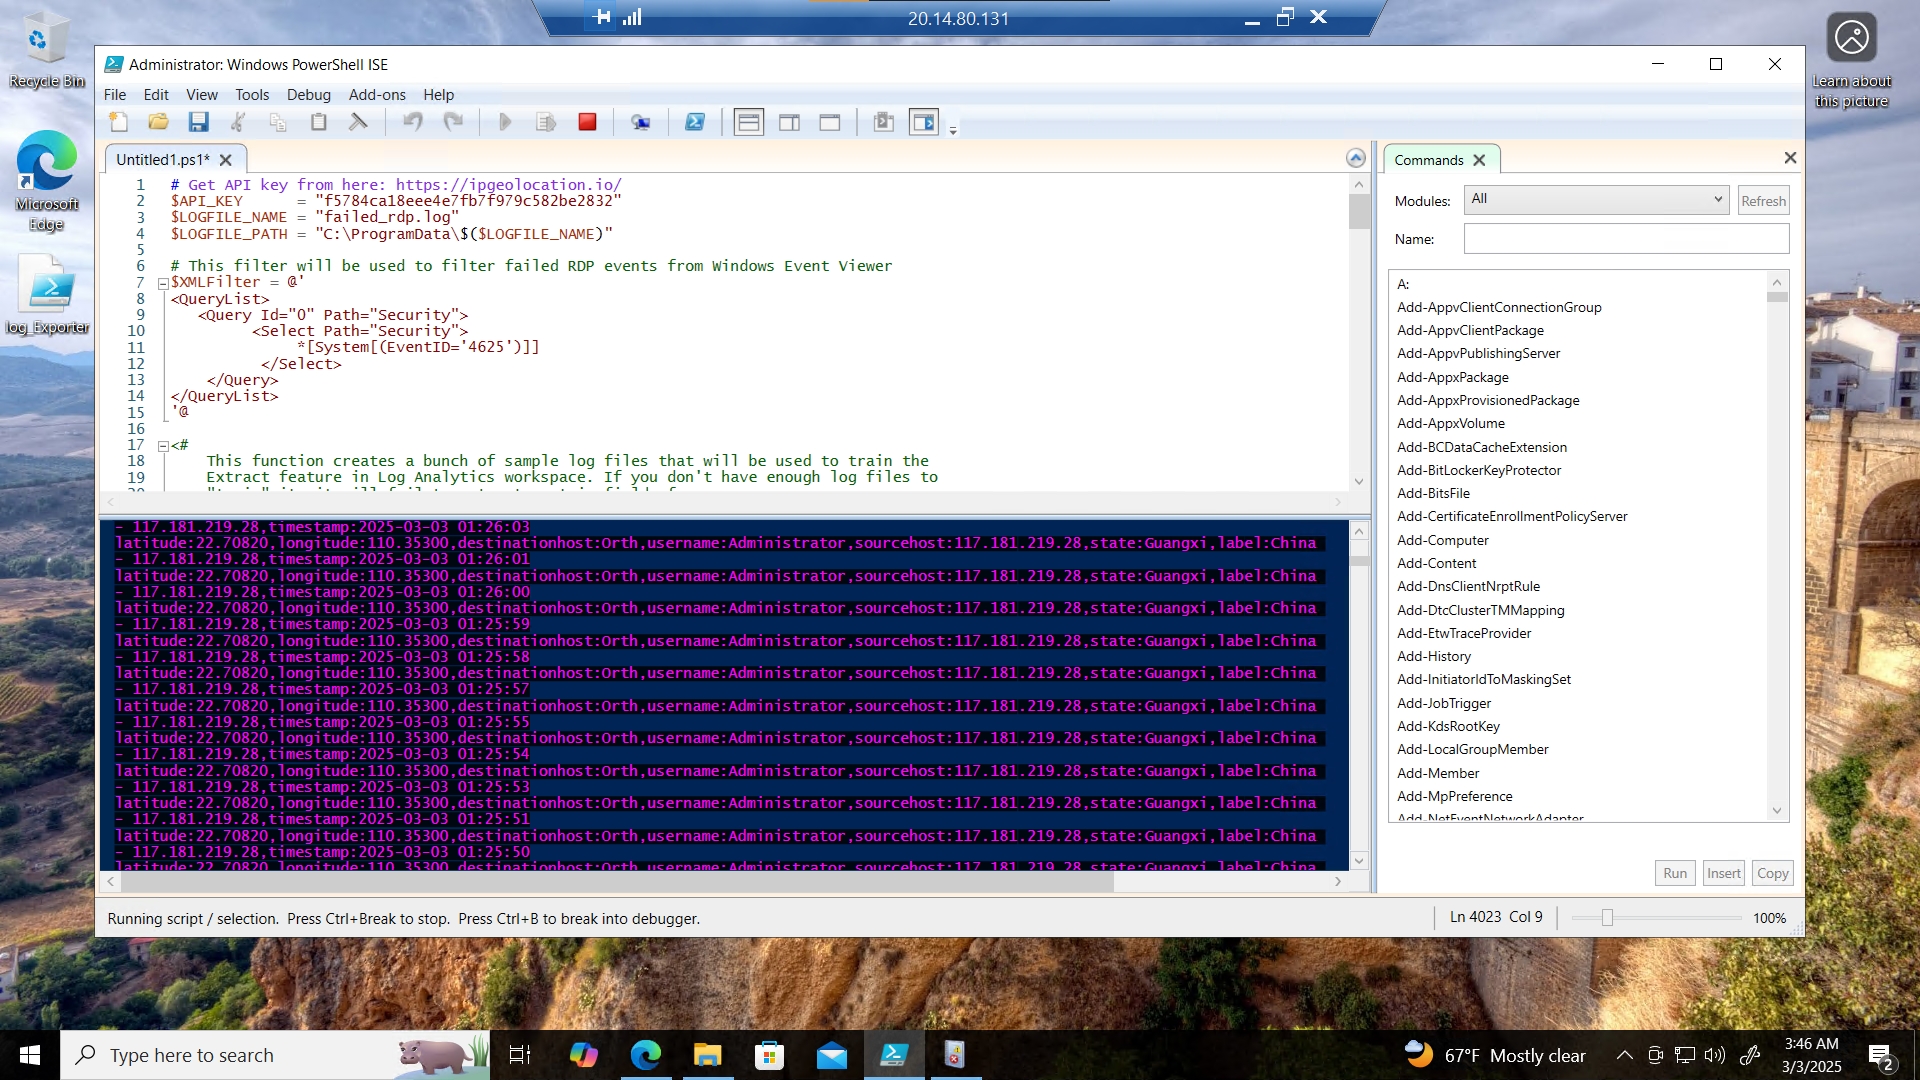 20.14.80.131
Recycle Bin
Microsoft
Edge
log_Exporter
Learn about
this picture
Administrator: Windows PowerShell ISE
File Edit View Tools Debug Add-ons Help
Untitled1.ps1*
1 # Get API key from here: https://ipgeolocation.io/
2 $API_KEY      = "f5784ca18eee4e7fb7f979c582be2832"
3 $LOGFILE_NAME = "failed_rdp.log"
4 $LOGFILE_PATH = "C:\ProgramData\$($LOGFILE_NAME)"
5
6 # This filter will be used to filter failed RDP events from Windows Event Viewer
7 $XMLFilter = @'
8 <QueryList>
9 <Query Id="0" Path="Security">
10 <Select Path="Security">
11 *[System[(EventID='4625')]]
12 </Select>
13 </Query>
14 </QueryList>
15 '@
16
17 <#
18 This function creates a bunch of sample log files that will be used to train the
19 Extract feature in Log Analytics workspace. If you don't have enough log files to
- 117.181.219.28,timestamp:2025-03-03 01:26:03
latitude:22.70820,longitude:110.35300,destinationhost:Orth,username:Administrator,sourcehost:117.181.219.28,state:Guangxi,label:China
- 117.181.219.28,timestamp:2025-03-03 01:26:01
latitude:22.70820,longitude:110.35300,destinationhost:Orth,username:Administrator,sourcehost:117.181.219.28,state:Guangxi,label:China
- 117.181.219.28,timestamp:2025-03-03 01:26:00
latitude:22.70820,longitude:110.35300,destinationhost:Orth,username:Administrator,sourcehost:117.181.219.28,state:Guangxi,label:China
- 117.181.219.28,timestamp:2025-03-03 01:25:59
latitude:22.70820,longitude:110.35300,destinationhost:Orth,username:Administrator,sourcehost:117.181.219.28,state:Guangxi,label:China
- 117.181.219.28,timestamp:2025-03-03 01:25:58
latitude:22.70820,longitude:110.35300,destinationhost:Orth,username:Administrator,sourcehost:117.181.219.28,state:Guangxi,label:China
- 117.181.219.28,timestamp:2025-03-03 01:25:57
latitude:22.70820,longitude:110.35300,destinationhost:Orth,username:Administrator,sourcehost:117.181.219.28,state:Guangxi,label:China
- 117.181.219.28,timestamp:2025-03-03 01:25:55
latitude:22.70820,longitude:110.35300,destinationhost:Orth,username:Administrator,sourcehost:117.181.219.28,state:Guangxi,label:China
- 117.181.219.28,timestamp:2025-03-03 01:25:54
latitude:22.70820,longitude:110.35300,destinationhost:Orth,username:Administrator,sourcehost:117.181.219.28,state:Guangxi,label:China
- 117.181.219.28,timestamp:2025-03-03 01:25:53
latitude:22.70820,longitude:110.35300,destinationhost:Orth,username:Administrator,sourcehost:117.181.219.28,state:Guangxi,label:China
- 117.181.219.28,timestamp:2025-03-03 01:25:51
latitude:22.70820,longitude:110.35300,destinationhost:Orth,username:Administrator,sourcehost:117.181.219.28,state:Guangxi,label:China
- 117.181.219.28,timestamp:2025-03-03 01:25:50
latitude:22.70820,longitude:110.35300,destinationhost:Orth,username:Administrator,sourcehost:117.181.219.28,state:Guangxi,label:China
Commands
Modules: All Refresh
Name:
A:
Add-AppvClientConnectionGroup
Add-AppvClientPackage
Add-AppvPublishingServer
Add-AppxPackage
Add-AppxProvisionedPackage
Add-AppxVolume
Add-BCDataCacheExtension
Add-BitLockerKeyProtector
Add-BitsFile
Add-CertificateEnrollmentPolicyServer
Add-Computer
Add-Content
Add-DnsClientNrptRule
Add-DtcClusterTMMapping
Add-EtwTraceProvider
Add-History
Add-InitiatorIdToMaskingSet
Add-JobTrigger
Add-KdsRootKey
Add-LocalGroupMember
Add-Member
Add-MpPreference
Add-NetEventNetworkAdapter
Run Insert Copy
Running script / selection. Press Ctrl+Break to stop. Press Ctrl+B to break into debugger.
Ln 4023 Col 9
100%
Type here to search
67°F Mostly clear
3:46 AM
3/3/2025
2